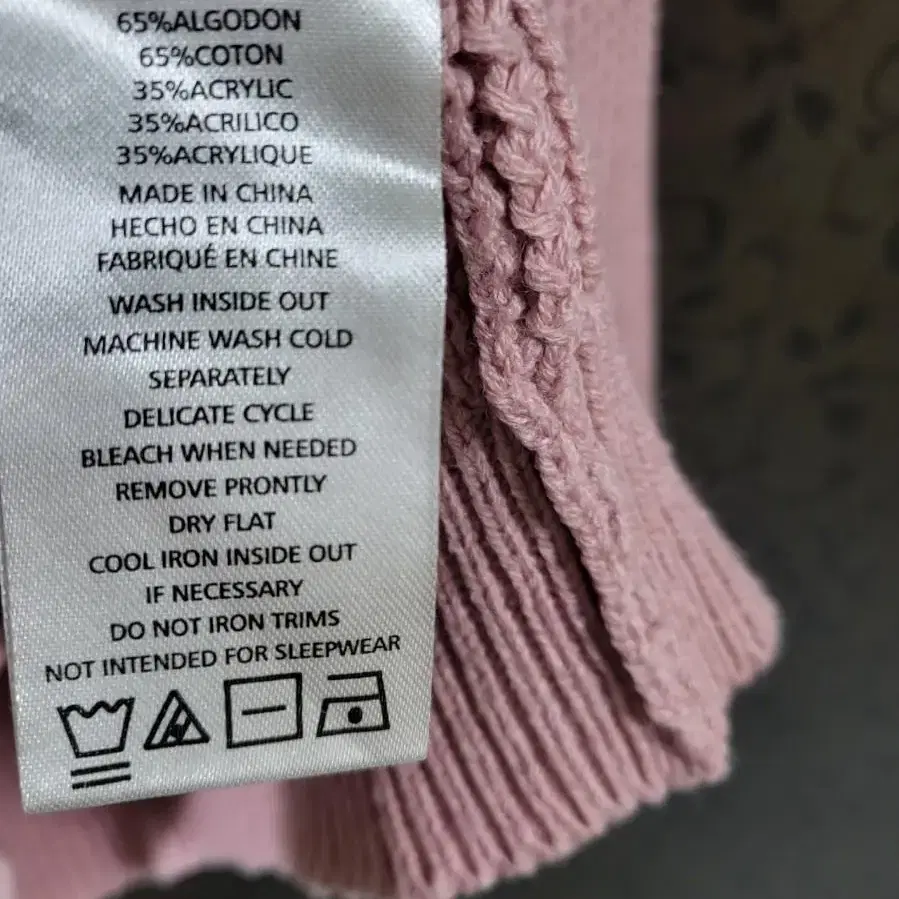 65%ALGODON
65%COTON
35%ACRYLIC
35%ACRILICO
35%ACRYLIQUE
MADE IN CHINA
HECHO EN CHINA
FABRIQUÉ EN CHINE
WASH INSIDE OUT
MACHINE WASH COLD
SEPARATELY
DELICATE CYCLE
BLEACH WHEN NEEDED
REMOVE PRONTLY
DRY FLAT
COOL IRON INSIDE OUT
IF NECESSARY
DO NOT IRON TRIMS
NOT INTENDED FOR SLEEPWEAR